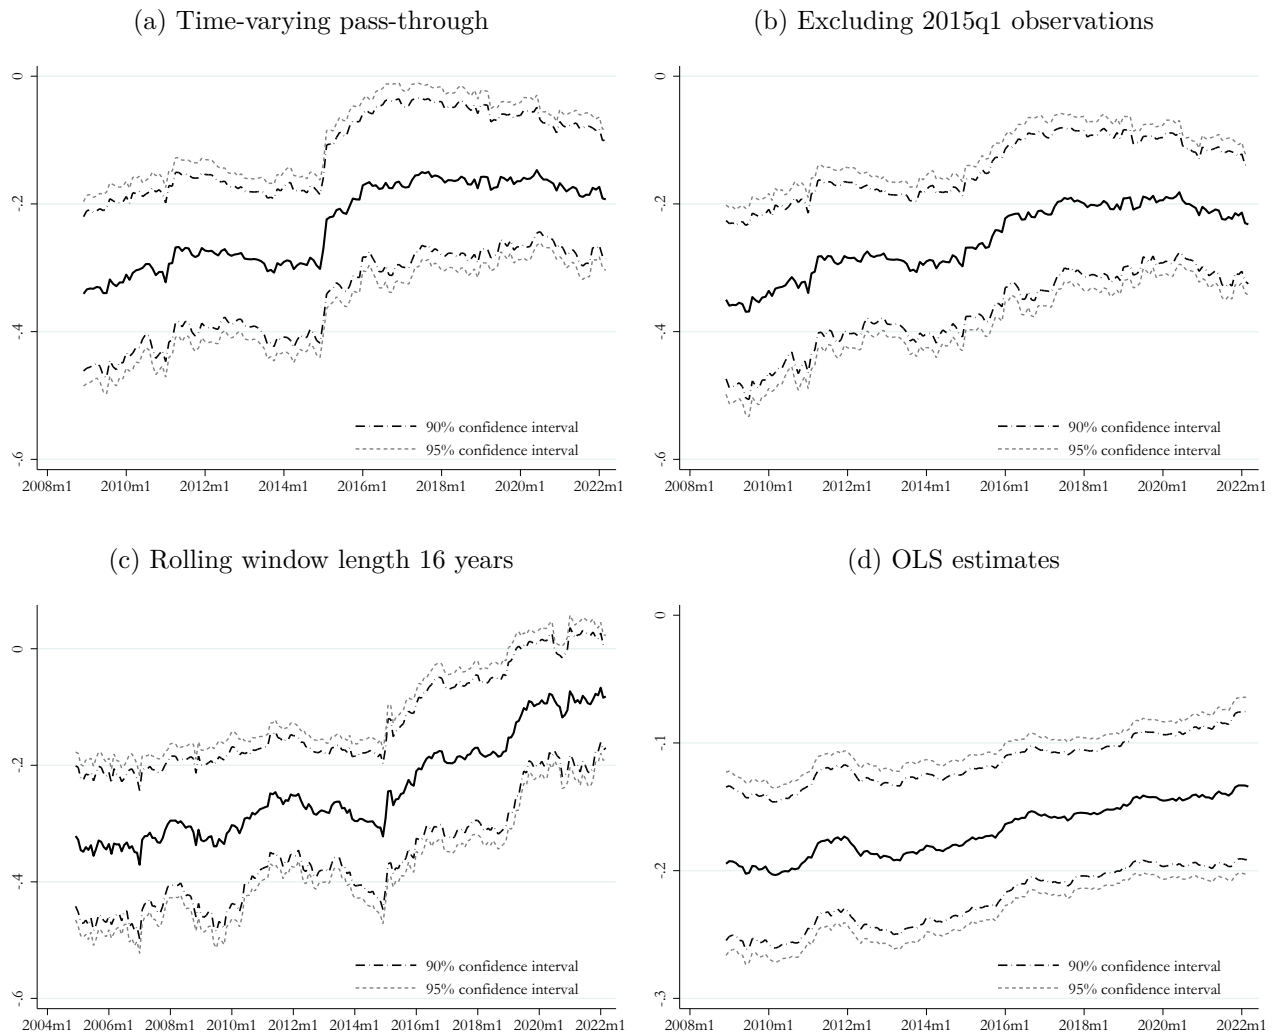 (a) Time-varying pass-through
0
-.2
-.4
-.6
90% confidence interval
95% confidence interval
2008m1 2010m1 2012m1 2014m1 2016m1 2018m1 2020m1 2022m1
(b) Excluding 2015q1 observations
0
-.2
-.4
-.6
90% confidence interval
95% confidence interval
2008m1 2010m1 2012m1 2014m1 2016m1 2018m1 2020m1 2022m1
(c) Rolling window length 16 years
0
-.2
-.4
-.6
90% confidence interval
95% confidence interval
2004m1 2006m1 2008m1 2010m1 2012m1 2014m1 2016m1 2018m1 2020m1 2022m1
(d) OLS estimates
0
-.1
-.2
-.3
90% confidence interval
95% confidence interval
2008m1 2010m1 2012m1 2014m1 2016m1 2018m1 2020m1 2022m1